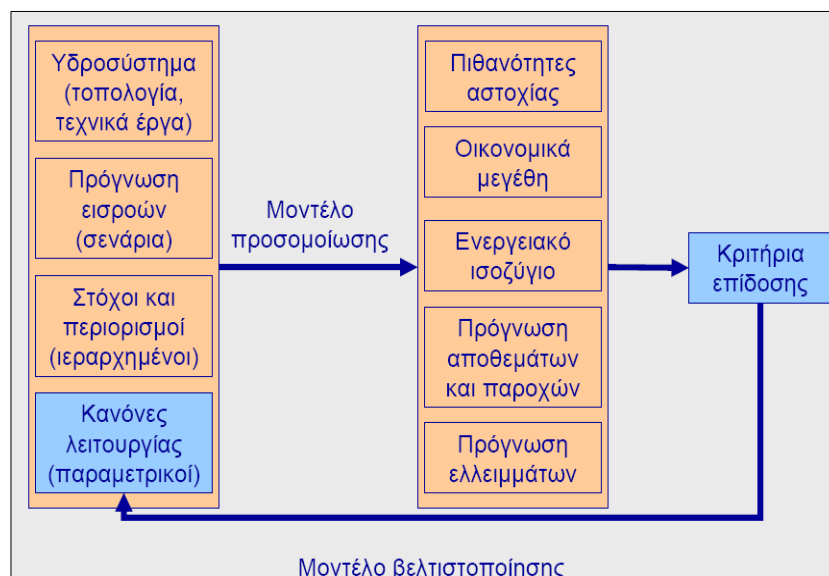 Υδροσύστημα
(τοπολογία,
τεχνικά έργα)
Πρόγνωση
εισροών
(σενάρια)
Στόχοι και
περιορισμοί
(ιεραρχημένοι)
Κανόνες
λειτουργίας
(παραμετρικοί)
Μοντέλο
προσομοίωσης
Πιθανότητες
αστοχίας
Οικονομικά
μεγέθη
Ενεργειακό
ισοζύγιο
Πρόγνωση
αποθεμάτων
και παροχών
Πρόγνωση
ελλειμμάτων
Κριτήρια
επίδοσης
Μοντέλο βελτιστοποίησης